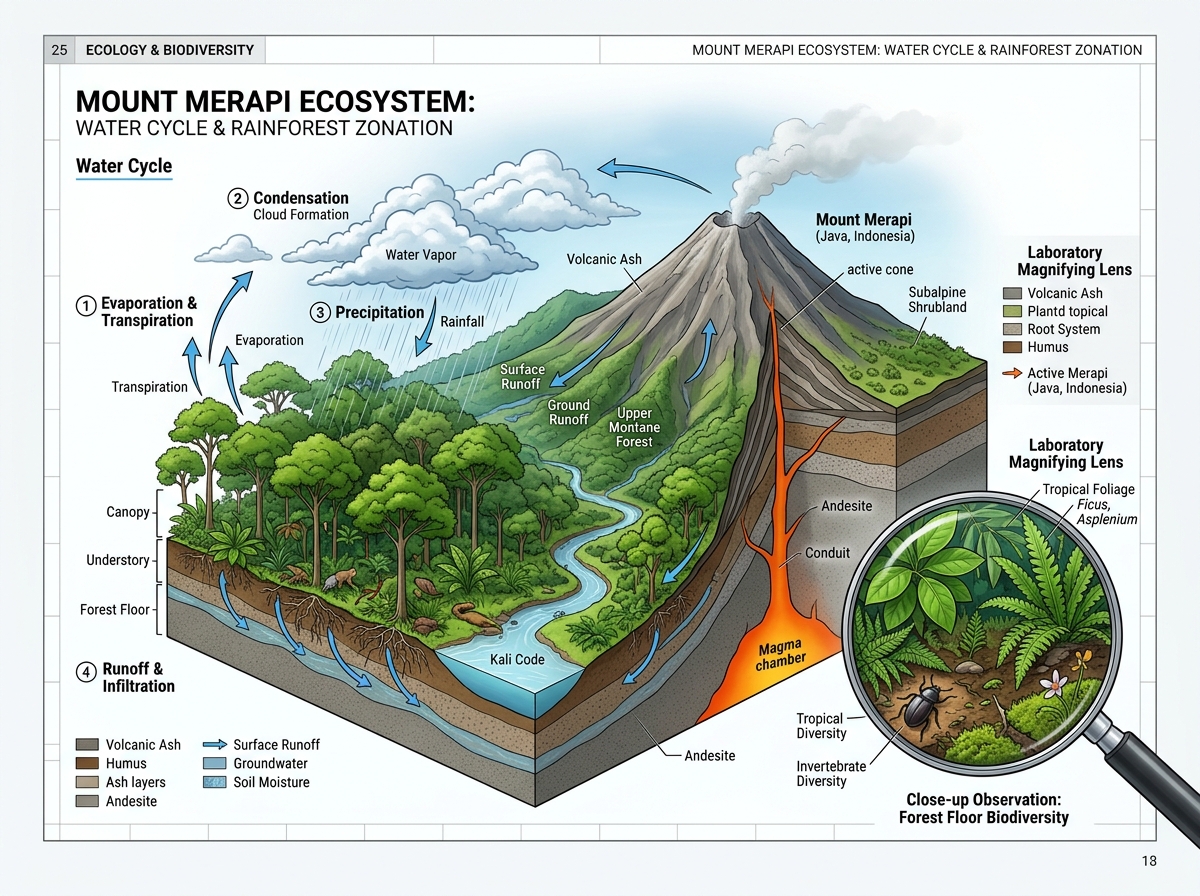 25 ECOLOGY & BIODIVERSITY
MOUNT MERAPI ECOSYSTEM: WATER CYCLE & RAINFOREST ZONATION
MOUNT MERAPI ECOSYSTEM:
WATER CYCLE & RAINFOREST ZONATION
Water Cycle
2 Condensation
Cloud Formation
Water Vapor
1 Evaporation &
Transpiration
Evaporation
Transpiration
3 Precipitation
Rainfall
Volcanic Ash
Mount Merapi
(Java, Indonesia)
active cone
Subalpine
Shrubland
Surface
Runoff
Ground
Runoff
Upper
Montane
Forest
Laboratory
Magnifying Lens
Volcanic Ash
Plantd topical
Root System
Humus
Active Merapi
(Java, Indonesia)
Laboratory
Magnifying Lens
Tropical Foliage
Ficus,
Asplenium
Canopy
Understory
Forest Floor
Andesite
Conduit
Magma
chamber
Kali Code
4 Runoff &
Infiltration
Andesite
Tropical
Diversity
Invertebrate
Diversity
Close-up Observation:
Forest Floor Biodiversity
Volcanic Ash
Humus
Ash layers
Andesite
Surface Runoff
Groundwater
Soil Moisture
18